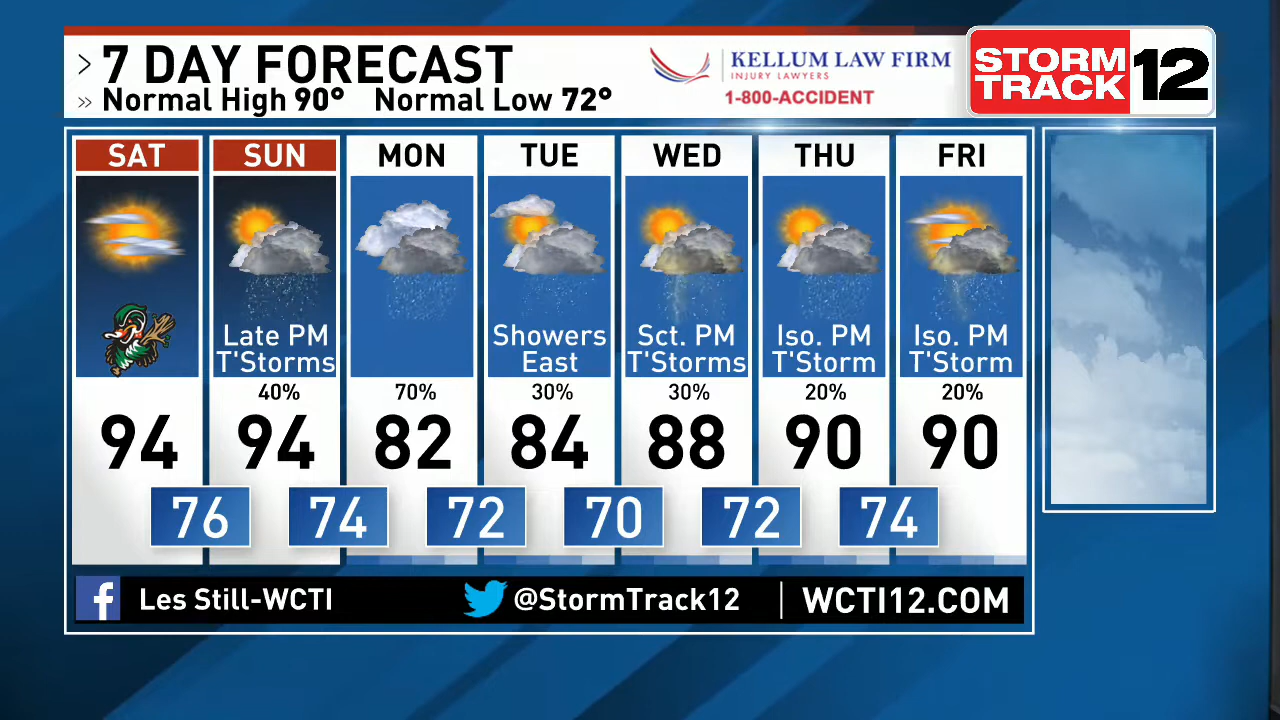 > 7 DAY FORECAST
» Normal High 90° Normal Low 72°
KELLUM LAW FIRM
INJURY LAWYERS
1-800-ACCIDENT
STORM
TRACK
12
SAT SUN MON TUE WED THU FRI
Late PM Showers Sct. PM Iso. PM Iso. PM
T'Storms East T'Storms T'Storm T'Storm
40% 70% 30% 30% 20% 20%
94 94 82 84 88 90 90
76 74 72 70 72 74
f Les Still-WCTI @StormTrack12 | WCTI12.COM